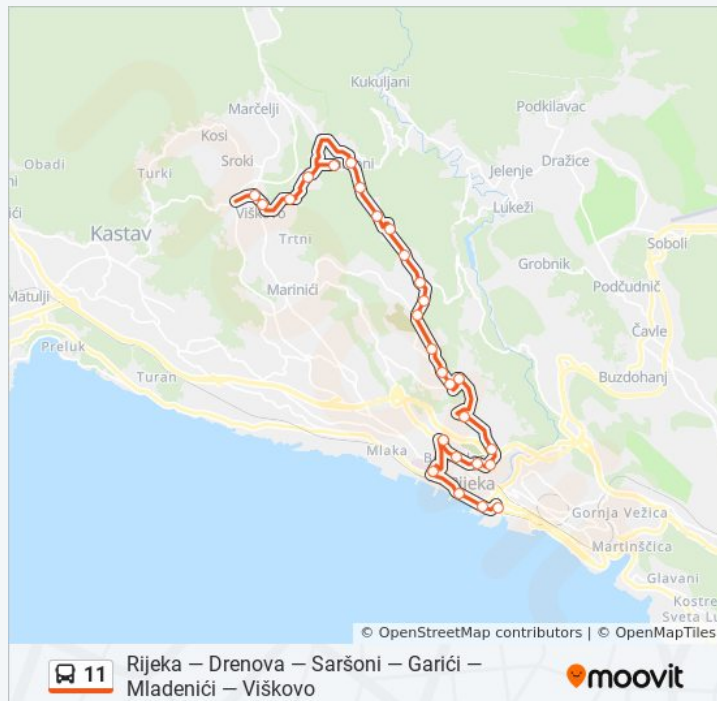 Kukuljani
Marčelji
Podkilavac
Kosi
Obadi
Sroki
Jelenje
Dražice
Turki
Lukeži
Viškovo
Kastav
Trtni
Soboli
Grobnik
Marinići
Podčudnič
Matulji
Čavle
Preluk
Turan
Buzdohanj
Mlaka
Gornja Vežica
Martinšćica
Glavani
Kostre
Sveta Lu
© OpenStreetMap contributors | © OpenMapTiles
11
Rijeka — Drenova — Saršoni — Garići —
Mladenići — Viškovo
moovit